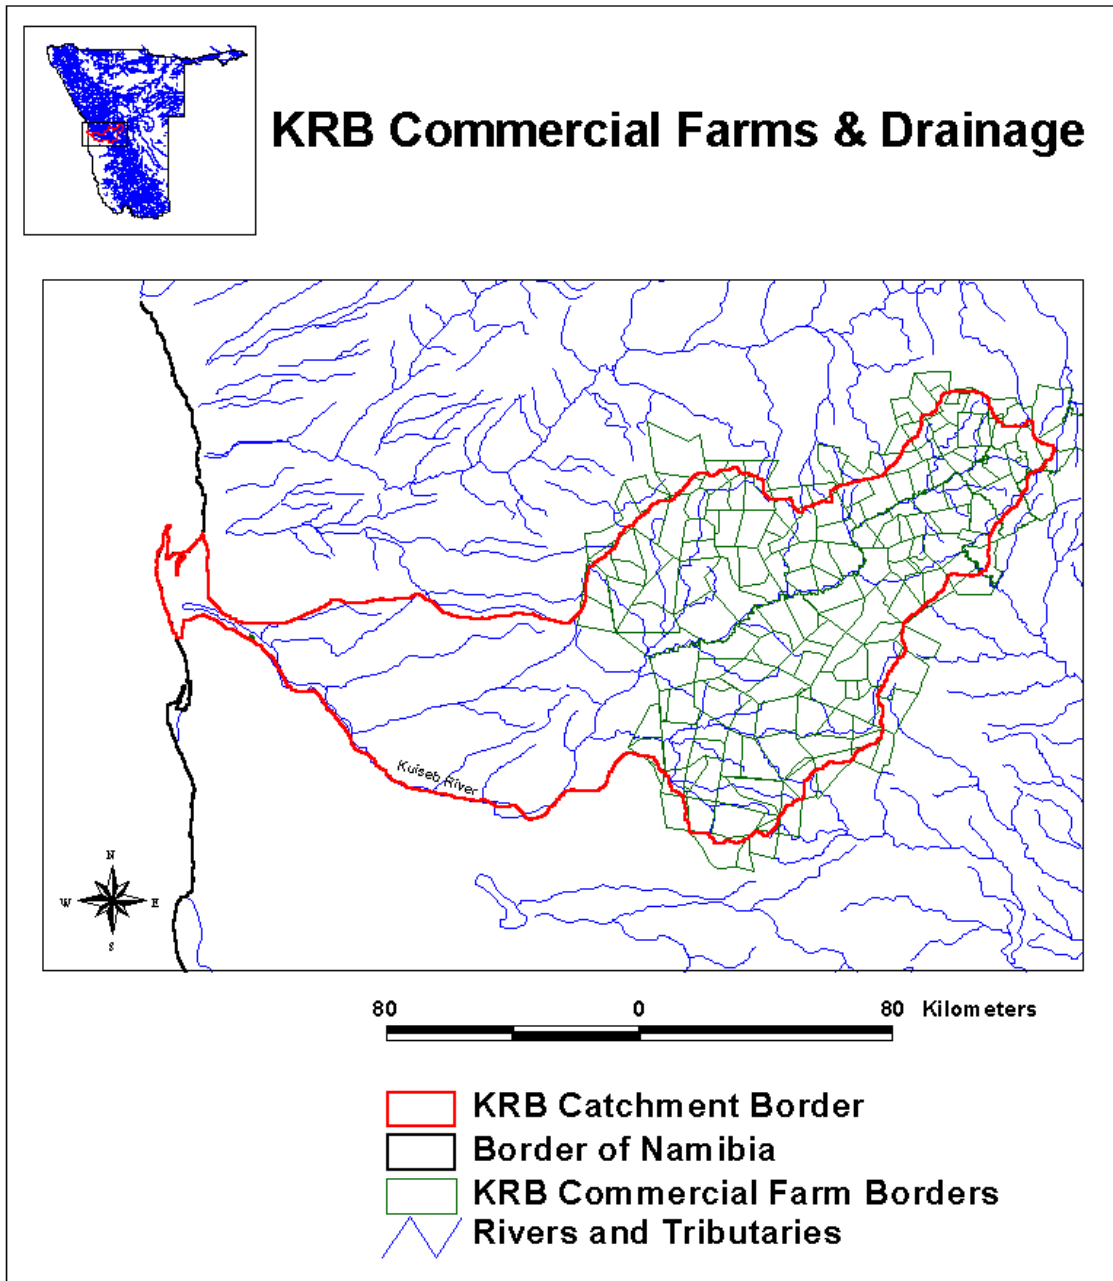 KRB Commercial Farms & Drainage
Kuiseb River
N
W E
S
80 0 80 Kilometers
KRB Catchment Border
Border of Namibia
KRB Commercial Farm Borders
Rivers and Tributaries